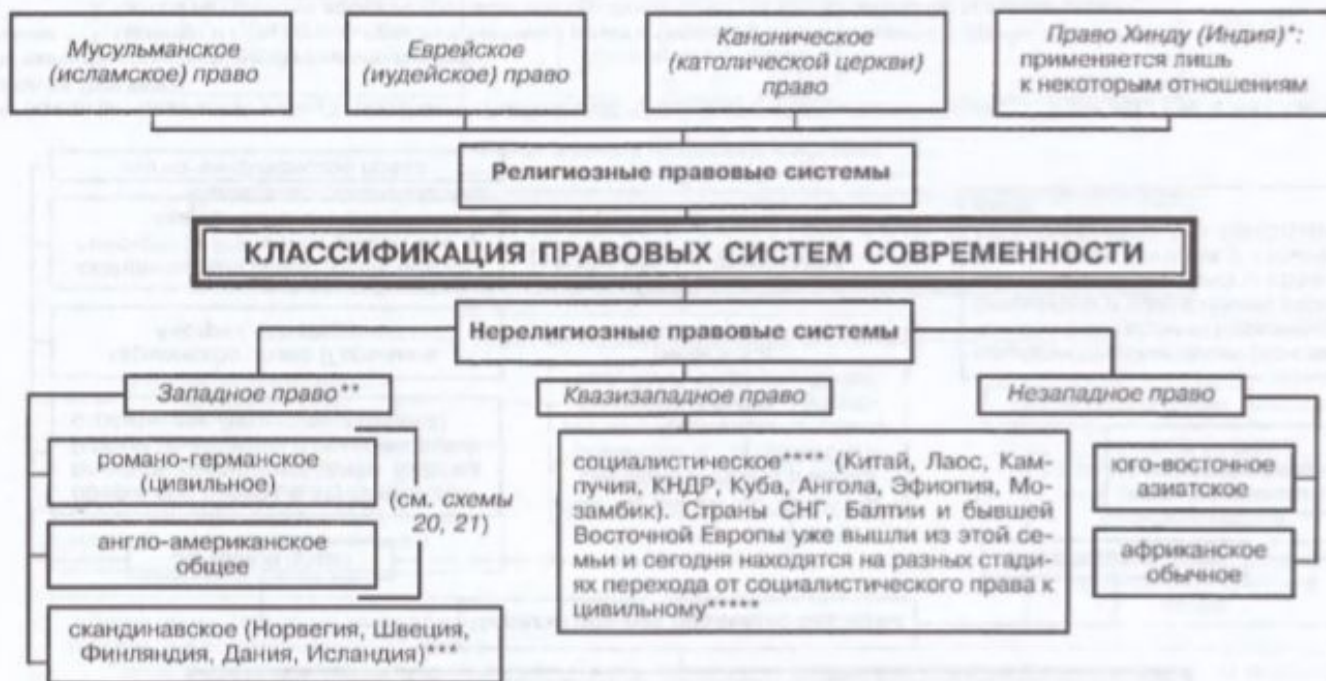 Мусульманское
(исламское) право
Еврейское
(иудейское) право
Каноническое
(католической церкви)
право
Право Хинду (Индия)*:
применяется лишь
к некоторым отношениям
Религиозные правовые системы
КЛАССИФИКАЦИЯ ПРАВОВЫХ СИСТЕМ СОВРЕМЕННОСТИ
Нерелигиозные правовые системы
Западное право**
романо-германское
(цивильное)
англо-американское
общее
(см. схемы
20, 21)
скандинавское (Норвегия, Швеция,
Финляндия, Дания, Исландия)***
Квазизападное право
социалистическое**** (Китай, Лаос, Кам-
пучия, КНДР, Куба, Ангола, Эфиопия, Мо-
замбик). Страны СНГ, Балтии и бывшей
Восточной Европы уже вышли из этой се-
мьи и сегодня находятся на разных стади-
ях перехода от социалистического права к
цивильному*****
Незападное право
юго-восточное
азиатское
африканское
обычное